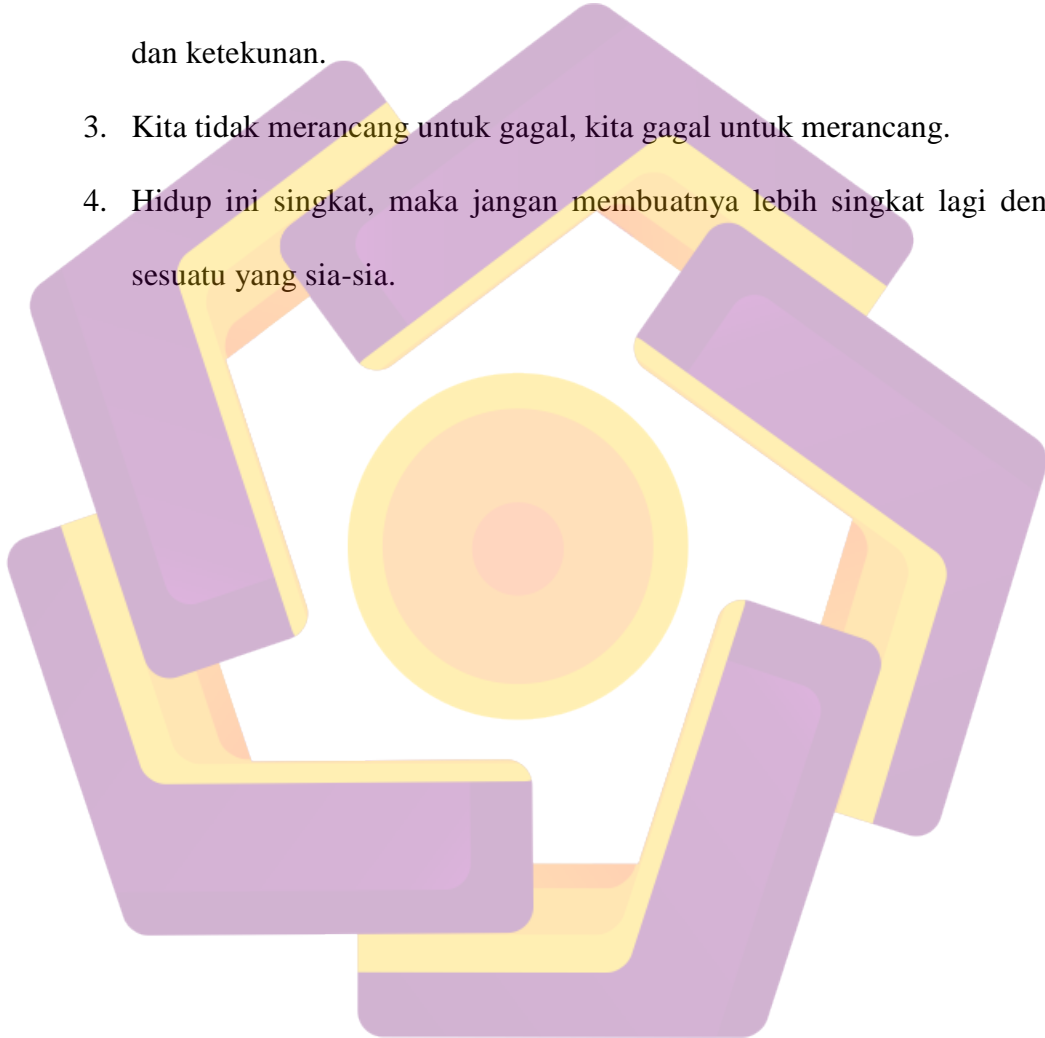 dan ketekunan.
3. Kita tidak merancang untuk gagal, kita gagal untuk merancang.
4. Hidup ini singkat, maka jangan membuatnya lebih singkat lagi den
sesuatu yang sia-sia.